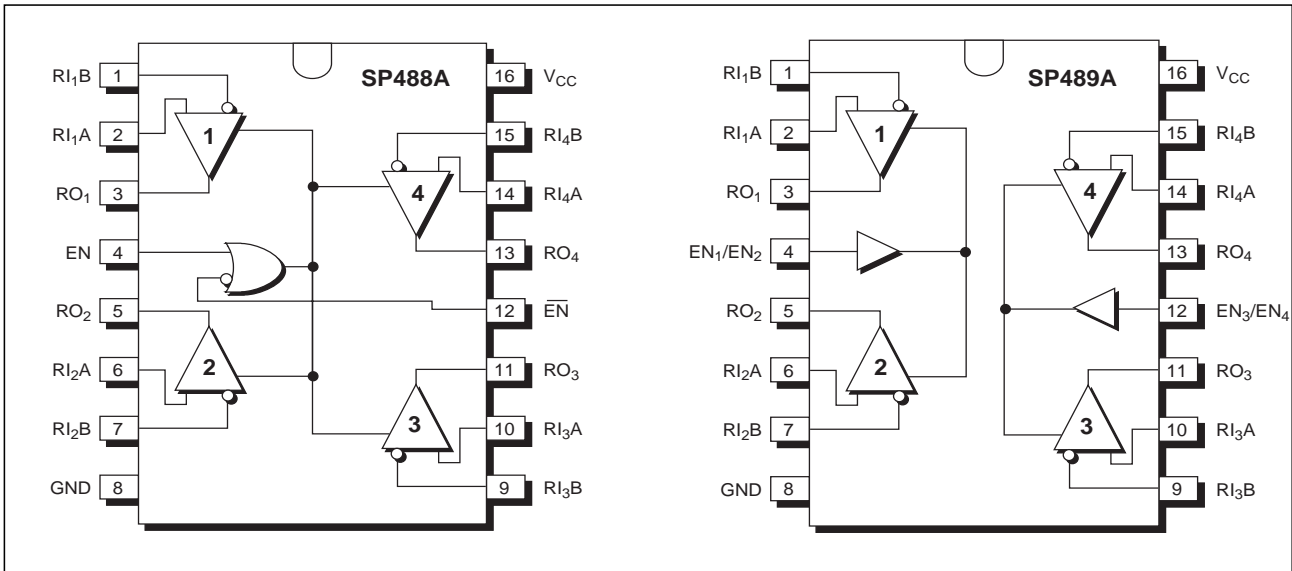 SP488A
RI₁B 1
RI₁A 2
RO₁ 3
EN 4
RO₂ 5
RI₂A 6
RI₂B 7
GND 8
16 V_CC
15 RI₄B
14 RI₄A
13 RO₄
12 E̅N̅
11 RO₃
10 RI₃A
9 RI₃B
1
2
3
4
SP489A
RI₁B 1
RI₁A 2
RO₁ 3
EN₁/EN₂ 4
RO₂ 5
RI₂A 6
RI₂B 7
GND 8
16 V_CC
15 RI₄B
14 RI₄A
13 RO₄
12 EN₃/EN₄
11 RO₃
10 RI₃A
9 RI₃B
1
2
3
4